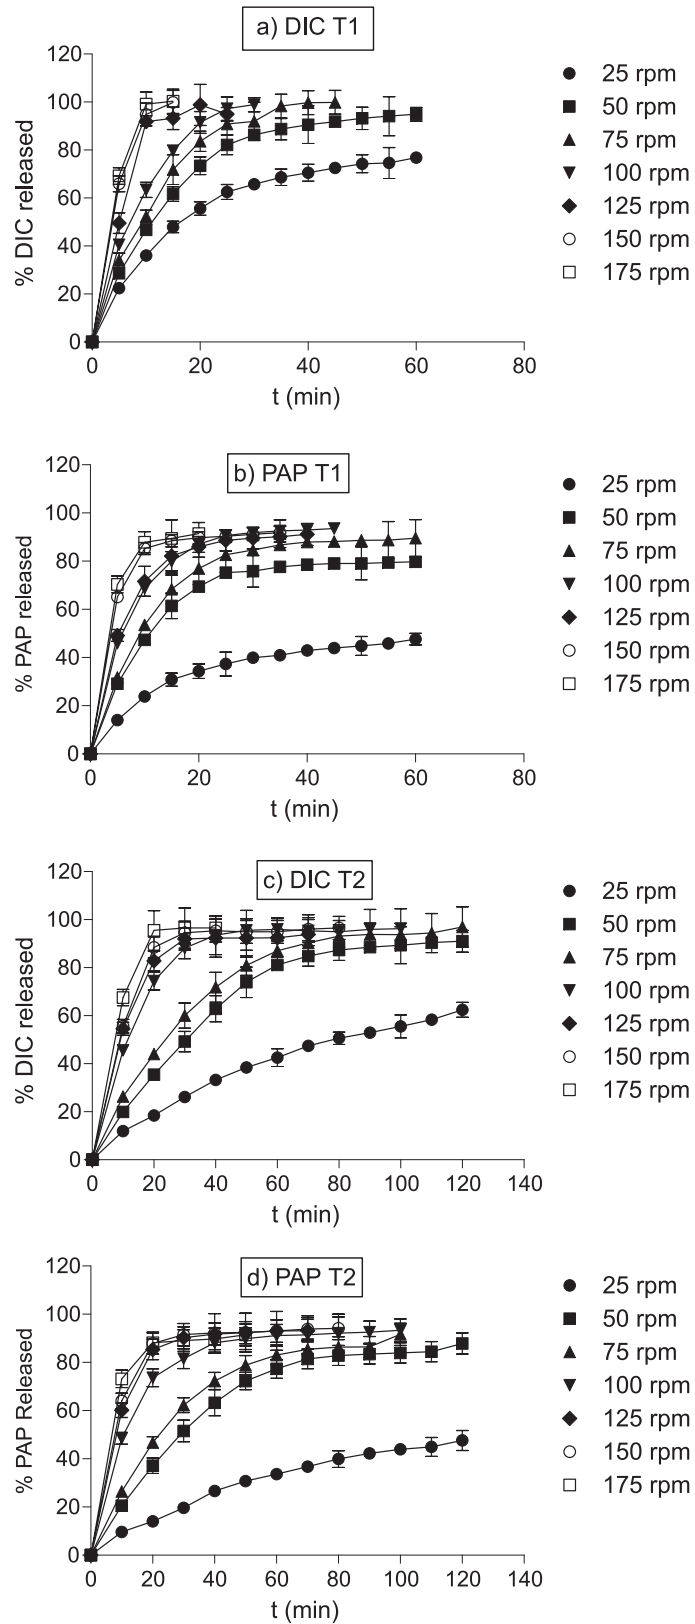 a) DIC T1
120
100
80
60
40
20
0
% DIC released
0 20 40 60 80
t (min)
25 rpm
50 rpm
75 rpm
100 rpm
125 rpm
150 rpm
175 rpm
b) PAP T1
120
100
80
60
40
20
0
% PAP released
0 20 40 60 80
t (min)
25 rpm
50 rpm
75 rpm
100 rpm
125 rpm
150 rpm
175 rpm
c) DIC T2
120
100
80
60
40
20
0
% DIC released
0 20 40 60 80 100 120 140
t (min)
25 rpm
50 rpm
75 rpm
100 rpm
125 rpm
150 rpm
175 rpm
d) PAP T2
120
100
80
60
40
20
0
% PAP Released
0 20 40 60 80 100 120 140
t (min)
25 rpm
50 rpm
75 rpm
100 rpm
125 rpm
150 rpm
175 rpm